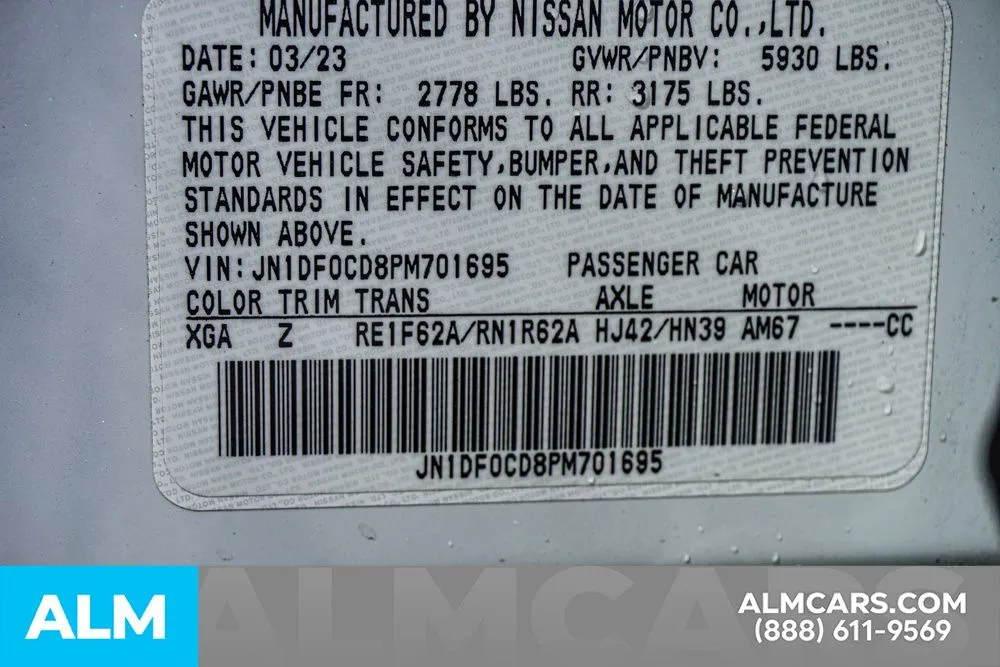 MANUFACTURED BY NISSAN MOTOR CO.,LTD.
DATE: 03/23 GVWR/PNBV: 5930 LBS.
GAWR/PNBE FR: 2778 LBS. RR: 3175 LBS.
THIS VEHICLE CONFORMS TO ALL APPLICABLE FEDERAL
MOTOR VEHICLE SAFETY,BUMPER,AND THEFT PREVENTION
STANDARDS IN EFFECT ON THE DATE OF MANUFACTURE
SHOWN ABOVE.
VIN: JN1DF0CD8PM701695 PASSENGER CAR
COLOR TRIM TRANS AXLE MOTOR
XGA Z RE1F62A/RN1R62A HJ42/HN39 AM67 ----CC
JN1DF0CD8PM701695
ALMCARS
ALM
ALMCARS.COM
(888) 611-9569